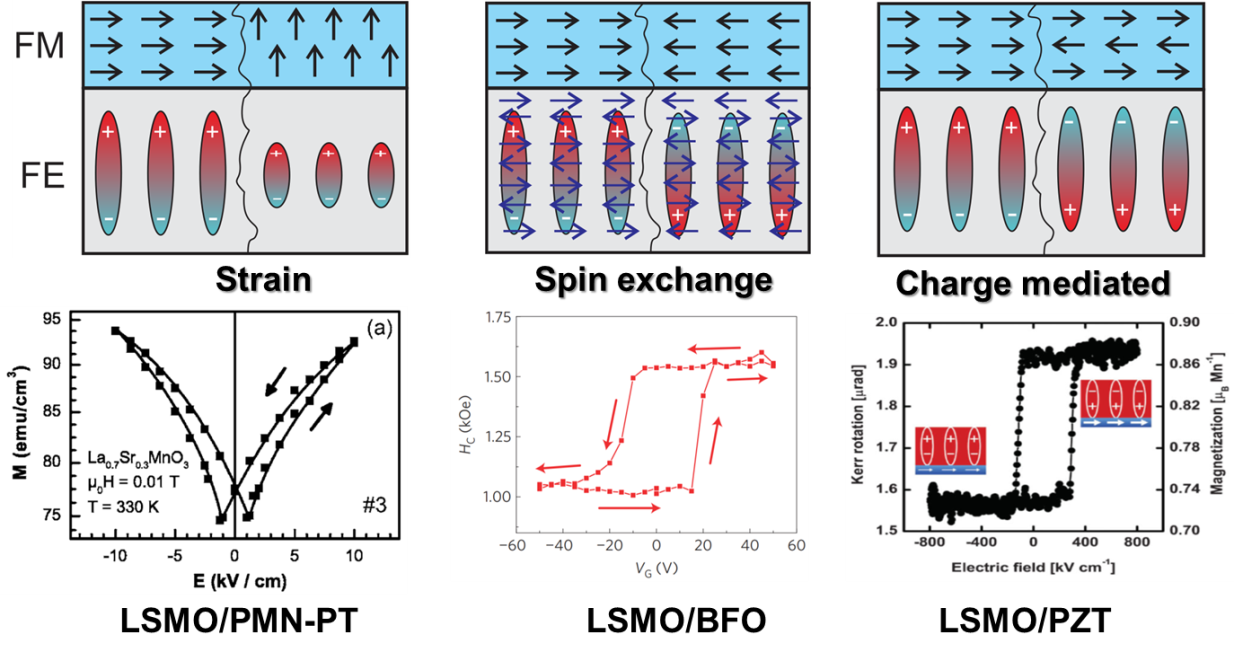 FM
FE
Strain
Spin exchange
Charge mediated
95
90
85
80
75
M (emu/cm³)
(a)
La₀.₇Sr₀.₃MnO₃
μ₀H = 0.01 T
T = 330 K
#3
-10 -5 0 5 10
E (kV / cm)
LSMO/PMN-PT
1.75
1.50
1.25
1.00
H_C (kOe)
−60 −40 −20 0 20 40 60
V_G (V)
LSMO/BFO
2.0
1.9
1.8
1.7
1.6
1.5
Kerr rotation [μrad]
0.90
0.86
0.82
0.78
0.74
0.70
Magnetization [μ_B Mn⁻¹]
-800 -400 0 400 800
Electric field [kV cm⁻¹]
LSMO/PZT